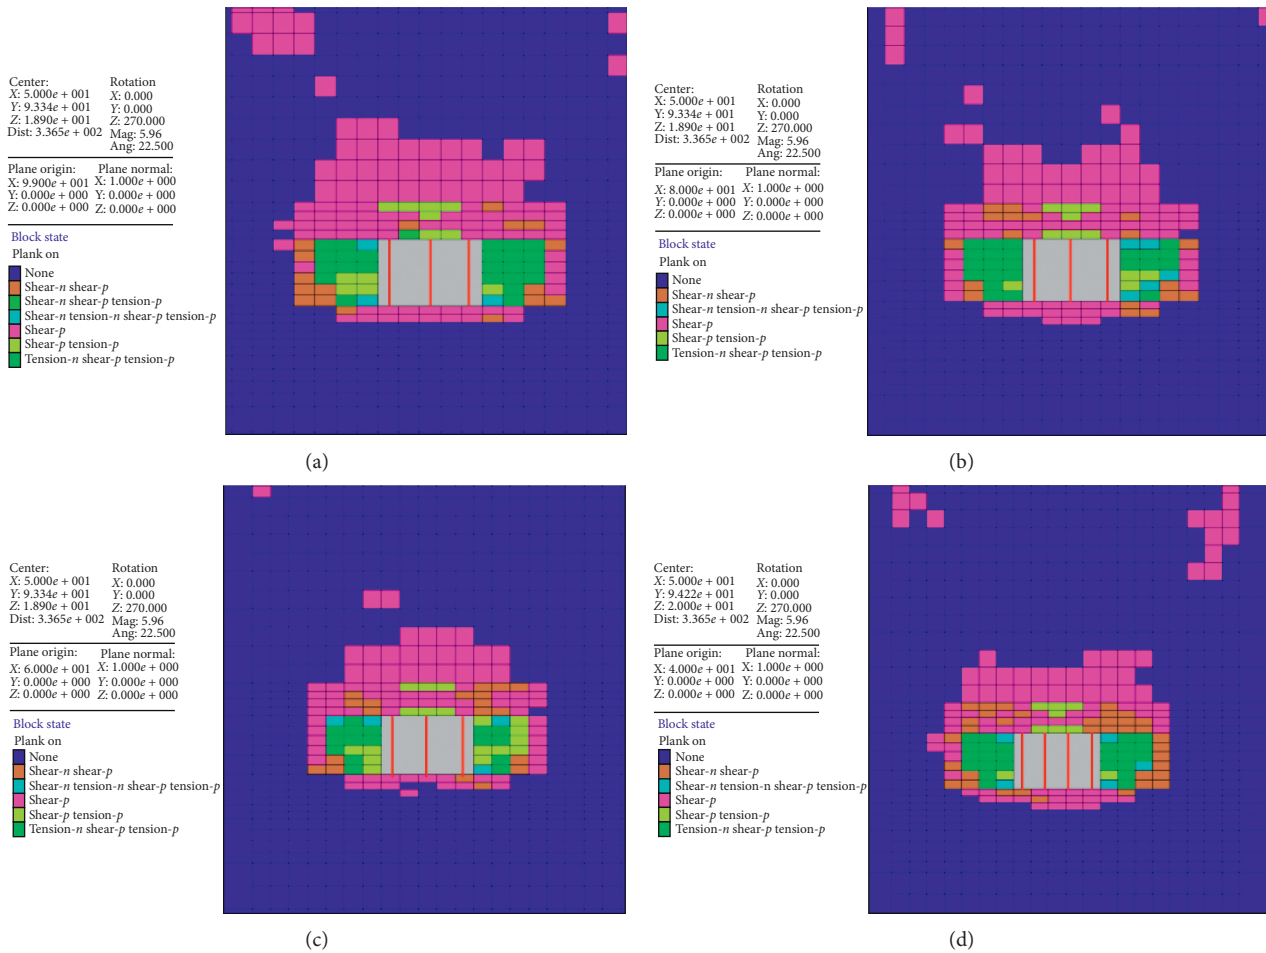 Center:
X: 5.000e + 001
Y: 9.334e + 001
Z: 1.890e + 001
Dist: 3.365e + 002
Rotation
X: 0.000
Y: 0.000
Z: 270.000
Mag: 5.96
Ang: 22.500
Plane origin:
X: 9.900e + 001
Y: 0.000e + 000
Z: 0.000e + 000
Plane normal:
X: 1.000e + 000
Y: 0.000e + 000
Z: 0.000e + 000
Block state
Plank on
None
Shear-n shear-p
Shear-n shear-p tension-p
Shear-n tension-n shear-p tension-p
Shear-p
Shear-p tension-p
Tension-n shear-p tension-p
(a)
Center:
X: 5.000e + 001
Y: 9.334e + 001
Z: 1.890e + 001
Dist: 3.365e + 002
Rotation
X: 0.000
Y: 0.000
Z: 270.000
Mag: 5.96
Ang: 22.500
Plane origin:
X: 8.000e + 001
Y: 0.000e + 000
Z: 0.000e + 000
Plane normal:
X: 1.000e + 000
Y: 0.000e + 000
Z: 0.000e + 000
Block state
Plank on
None
Shear-n shear-p
Shear-n tension-n shear-p tension-p
Shear-p
Shear-p tension-p
Tension-n shear-p tension-p
(b)
Center:
X: 5.000e + 001
Y: 9.334e + 001
Z: 1.890e + 001
Dist: 3.365e + 002
Rotation
X: 0.000
Y: 0.000
Z: 270.000
Mag: 5.96
Ang: 22.500
Plane origin:
X: 6.000e + 001
Y: 0.000e + 000
Z: 0.000e + 000
Plane normal:
X: 1.000e + 000
Y: 0.000e + 000
Z: 0.000e + 000
Block state
Plank on
None
Shear-n shear-p
Shear-n tension-n shear-p tension-p
Shear-p
Shear-p tension-p
Tension-n shear-p tension-p
(c)
Center:
X: 5.000e + 001
Y: 9.422e + 001
Z: 2.000e + 001
Dist: 3.365e + 002
Rotation
X: 0.000
Y: 0.000
Z: 270.000
Mag: 5.96
Ang: 22.500
Plane origin:
X: 4.000e + 001
Y: 0.000e + 000
Z: 0.000e + 000
Plane normal:
X: 1.000e + 000
Y: 0.000e + 000
Z: 0.000e + 000
Block state
Plank on
None
Shear-n shear-p
Shear-n tension-n shear-p tension-p
Shear-p
Shear-p tension-p
Tension-n shear-p tension-p
(d)